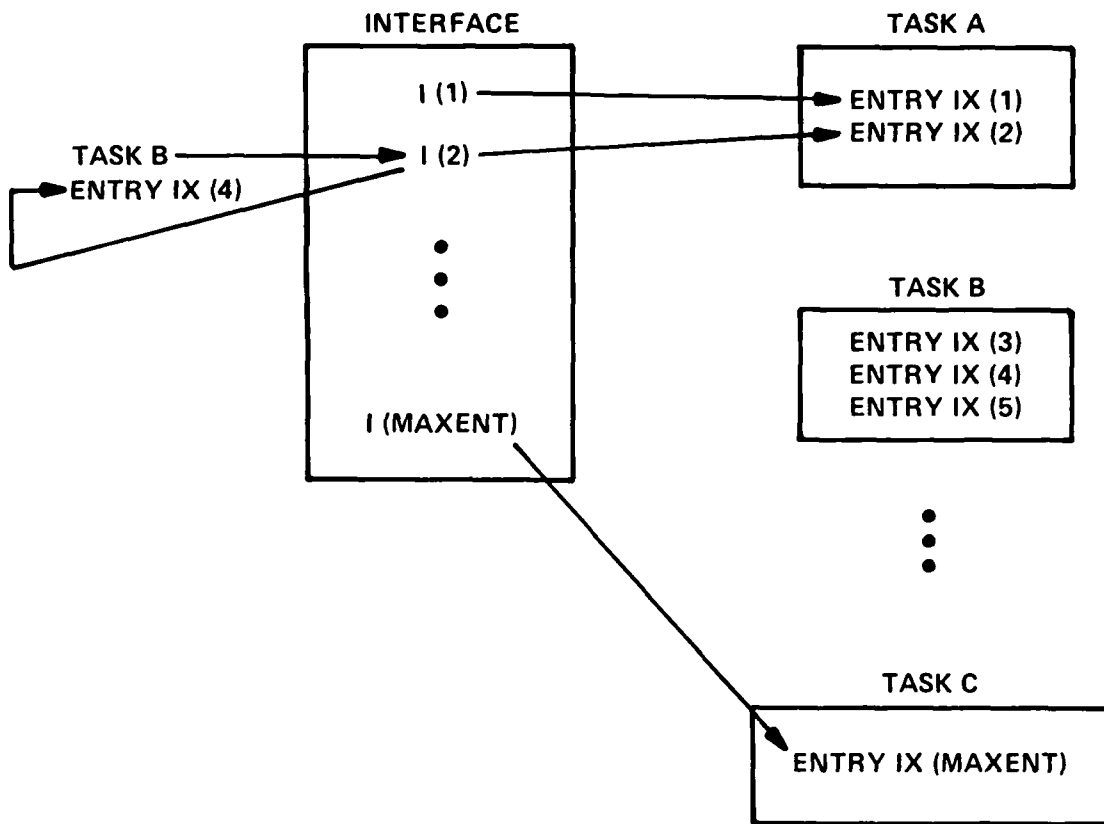 INTERFACE
I (1)
I (2)
I (MAXENT)
TASK B
ENTRY IX (4)
TASK A
ENTRY IX (1)
ENTRY IX (2)
TASK B
ENTRY IX (3)
ENTRY IX (4)
ENTRY IX (5)
TASK C
ENTRY IX (MAXENT)